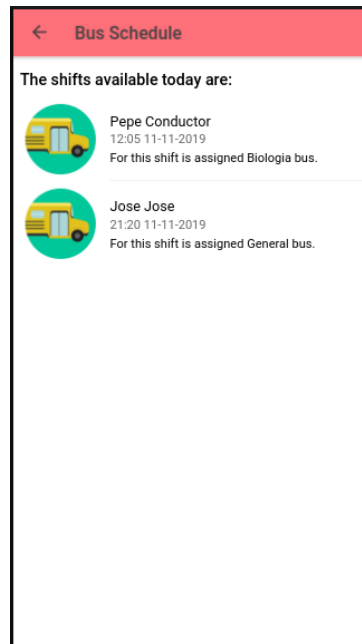 Bus Schedule
The shifts available today are:
Pepe Conductor
12:05 11-11-2019
For this shift is assigned Biologia bus.
Jose Jose
21:20 11-11-2019
For this shift is assigned General bus.